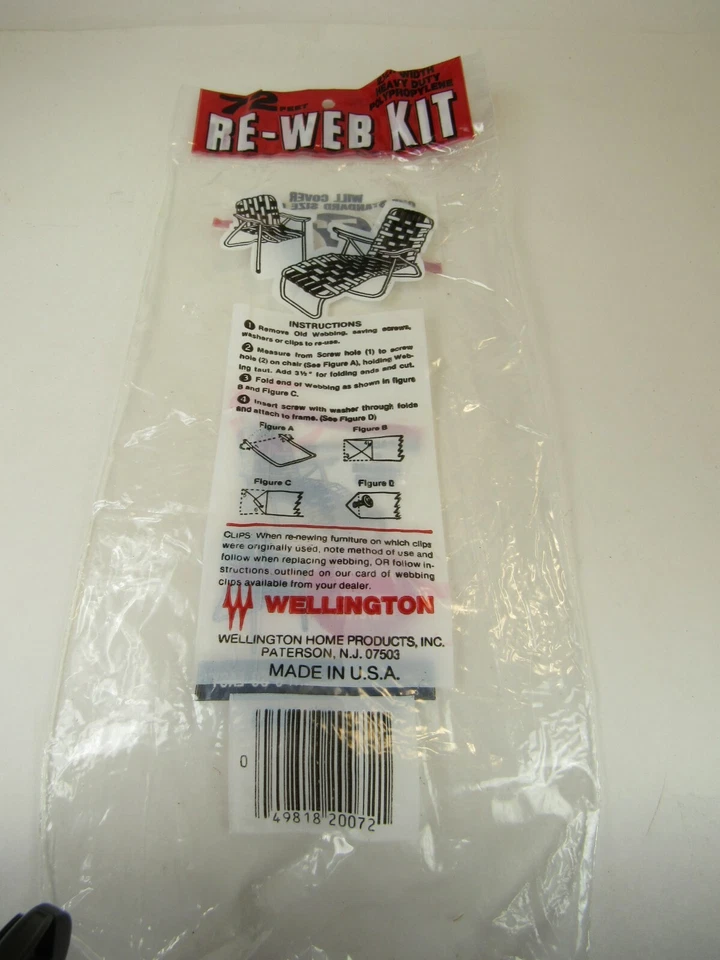 72 FEET
WIDTH
HEAVY DUTY
POLYPROPYLENE
RE-WEB KIT
WILL COVER
STANDARD SIZE
INSTRUCTIONS
1 Remove Old Webbing, saving screws,
washers or clips to re-use.
2 Measure from Screw hole (1) to screw
hole (2) on chair (See Figure A), holding Web-
ing taut. Add 3½" for folding ends and cut.
3 Fold end of Webbing as shown in figure
B and Figure C.
4 Insert screw with washer through folds
and attach to frame. (See Figure D)
Figure A Figure B
Figure C Figure D
CLIPS When re-newing furniture on which clips
were originally used, note method of use and
follow when replacing webbing, OR follow in-
structions outlined on our card of webbing
clips available from your dealer.
WELLINGTON
WELLINGTON HOME PRODUCTS, INC.
PATERSON, N.J. 07503
MADE IN U.S.A.
0 49818 20072